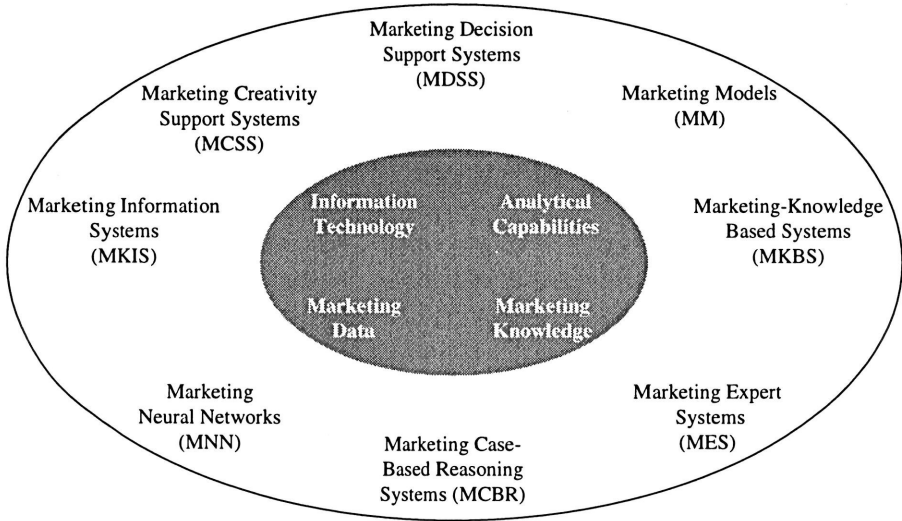 Marketing Decision
Support Systems
(MDSS)
Marketing Creativity
Support Systems
(MCSS)
Marketing Models
(MM)
Marketing Information
Systems
(MKIS)
Information
Technology
Analytical
Capabilities
Marketing-Knowledge
Based Systems
(MKBS)
Marketing
Data
Marketing
Knowledge
Marketing
Neural Networks
(MNN)
Marketing Case-
Based Reasoning
Systems (MCBR)
Marketing Expert
Systems
(MES)